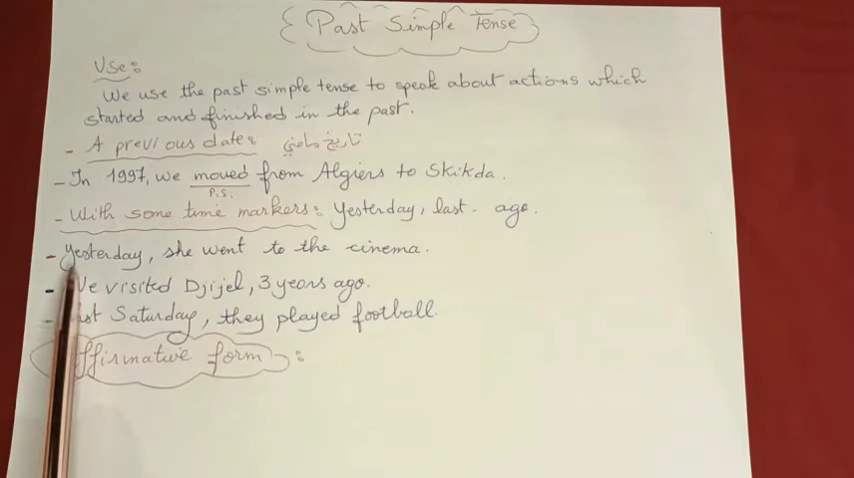 Past Simple Tense
Use:
We use the past simple tense to speak about actions which
started and finished in the past.
- A previous date: تاريخ ماضي
- In 1997, we moved from Algiers to Skikda.
P.S.
- With some time markers: Yesterday, last - ago.
- Yesterday, she went to the cinema.
- We visited Djijel, 3 years ago.
- Last Saturday, they played football.
Affirmative form :